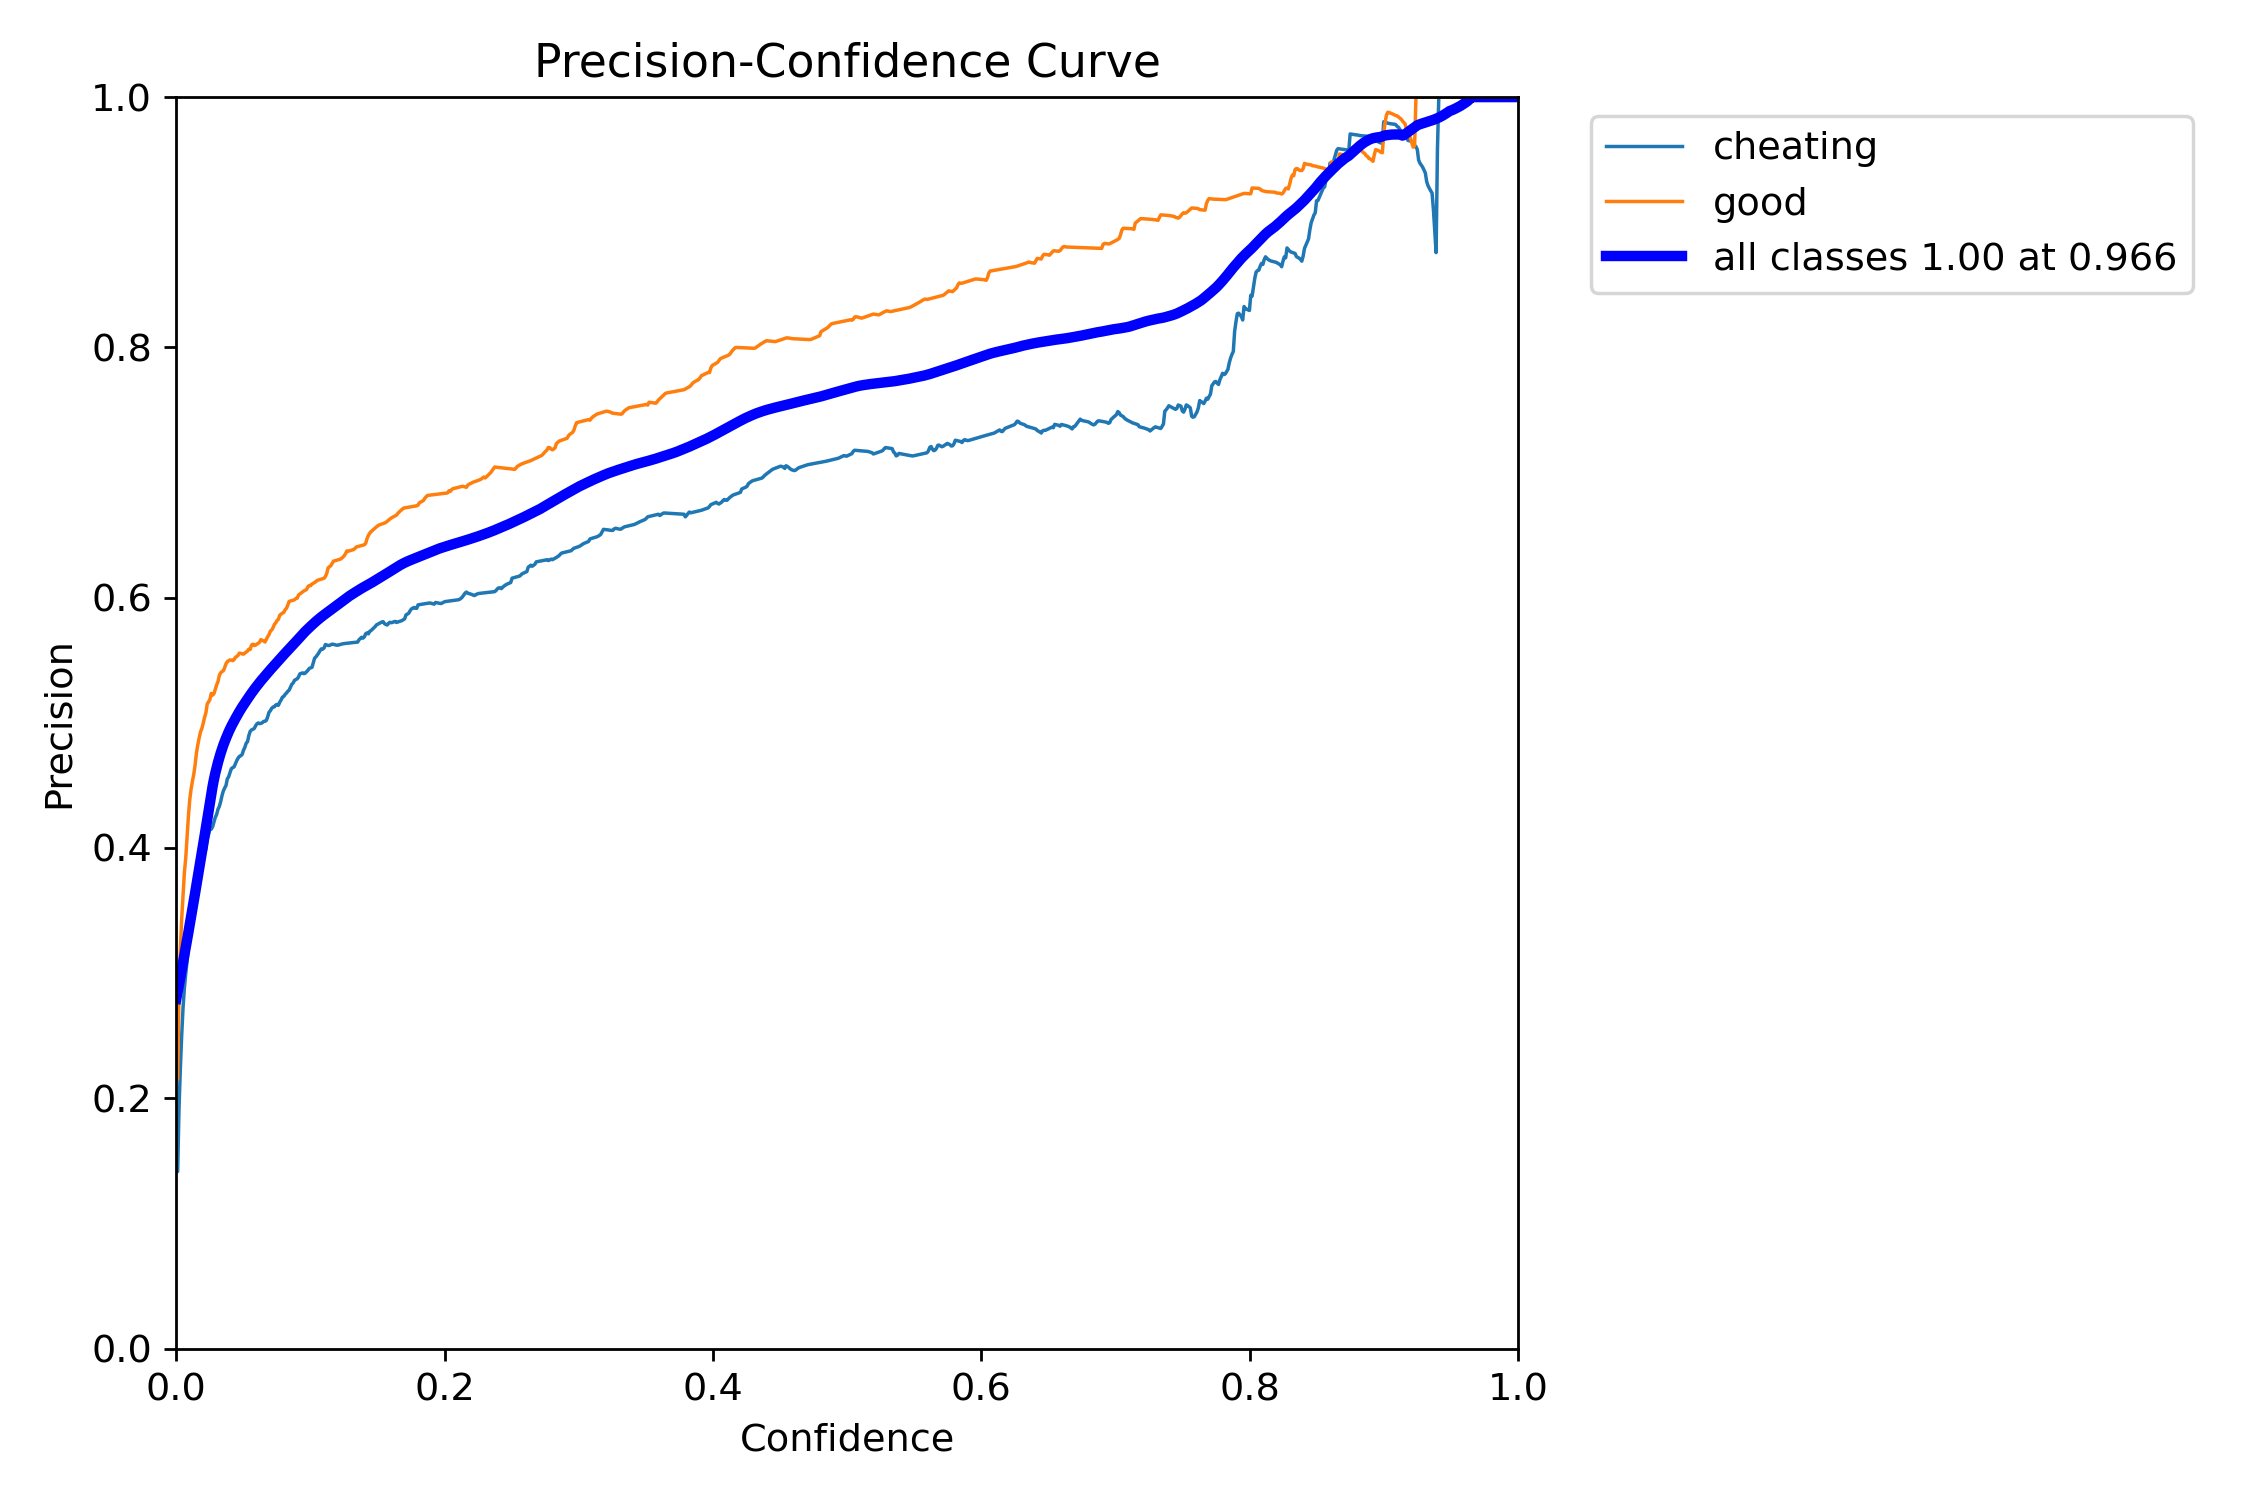 Precision-Confidence Curve
1.0
0.8
0.6
0.4
0.2
0.0
Precision
0.0 0.2 0.4 0.6 0.8 1.0
Confidence
cheating
good
all classes 1.00 at 0.966